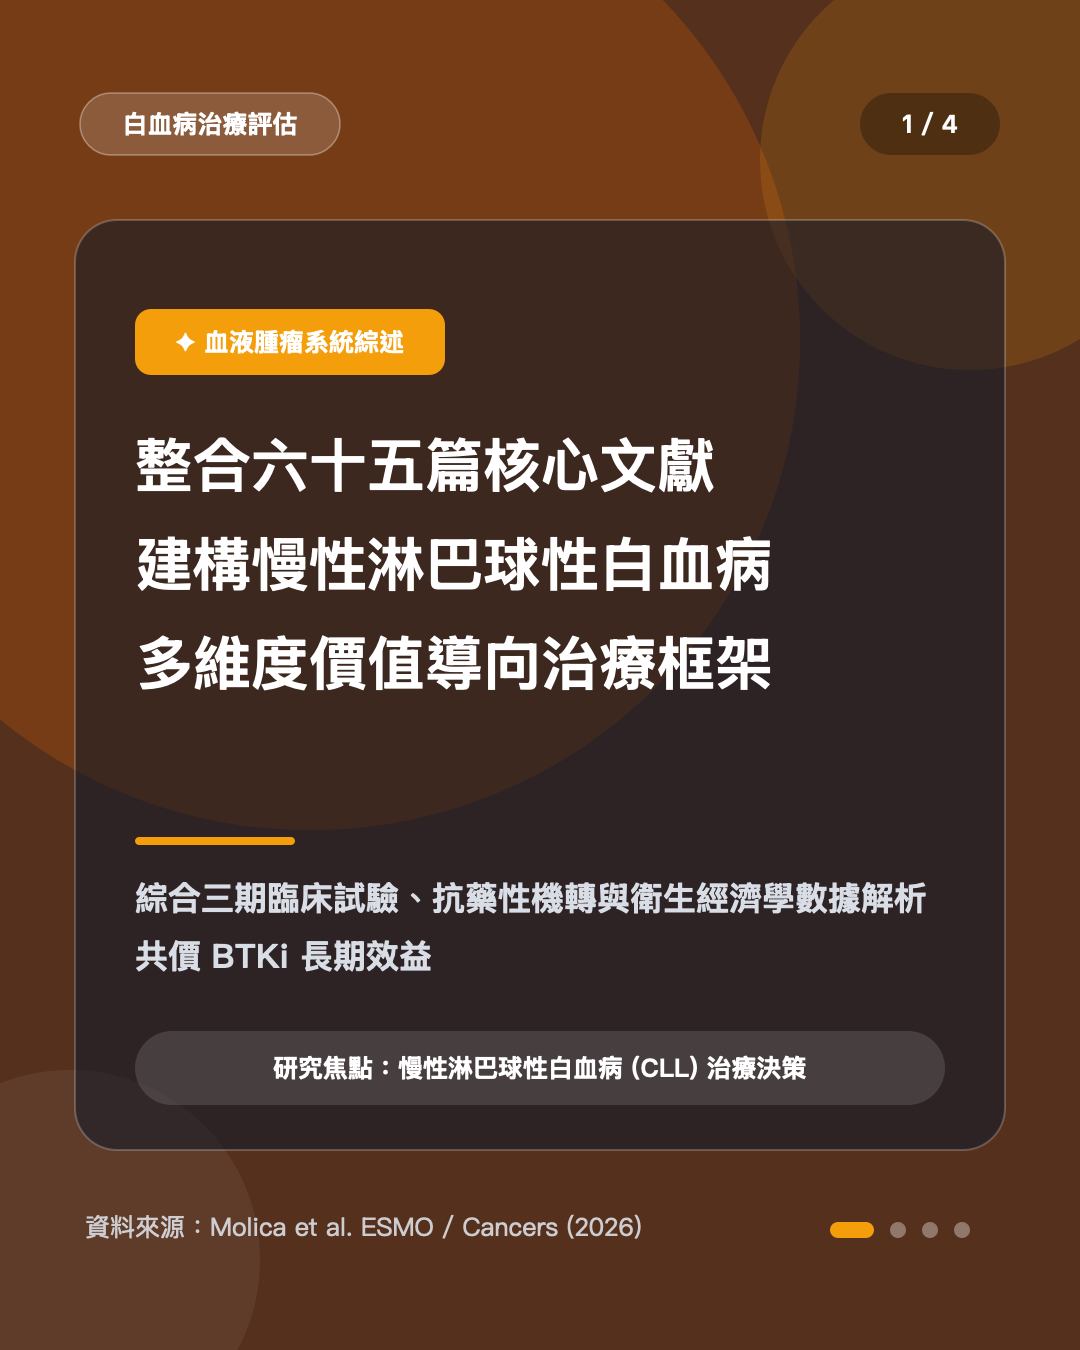 白血病治療評估
1 / 4
✦ 血液腫瘤系統綜述
整合六十五篇核心文獻
建構慢性淋巴球性白血病
多維度價值導向治療框架
綜合三期臨床試驗、抗藥性機轉與衛生經濟學數據解析
共價 BTKi 長期效益
研究焦點：慢性淋巴球性白血病 (CLL) 治療決策
資料來源：Molica et al. ESMO / Cancers (2026)